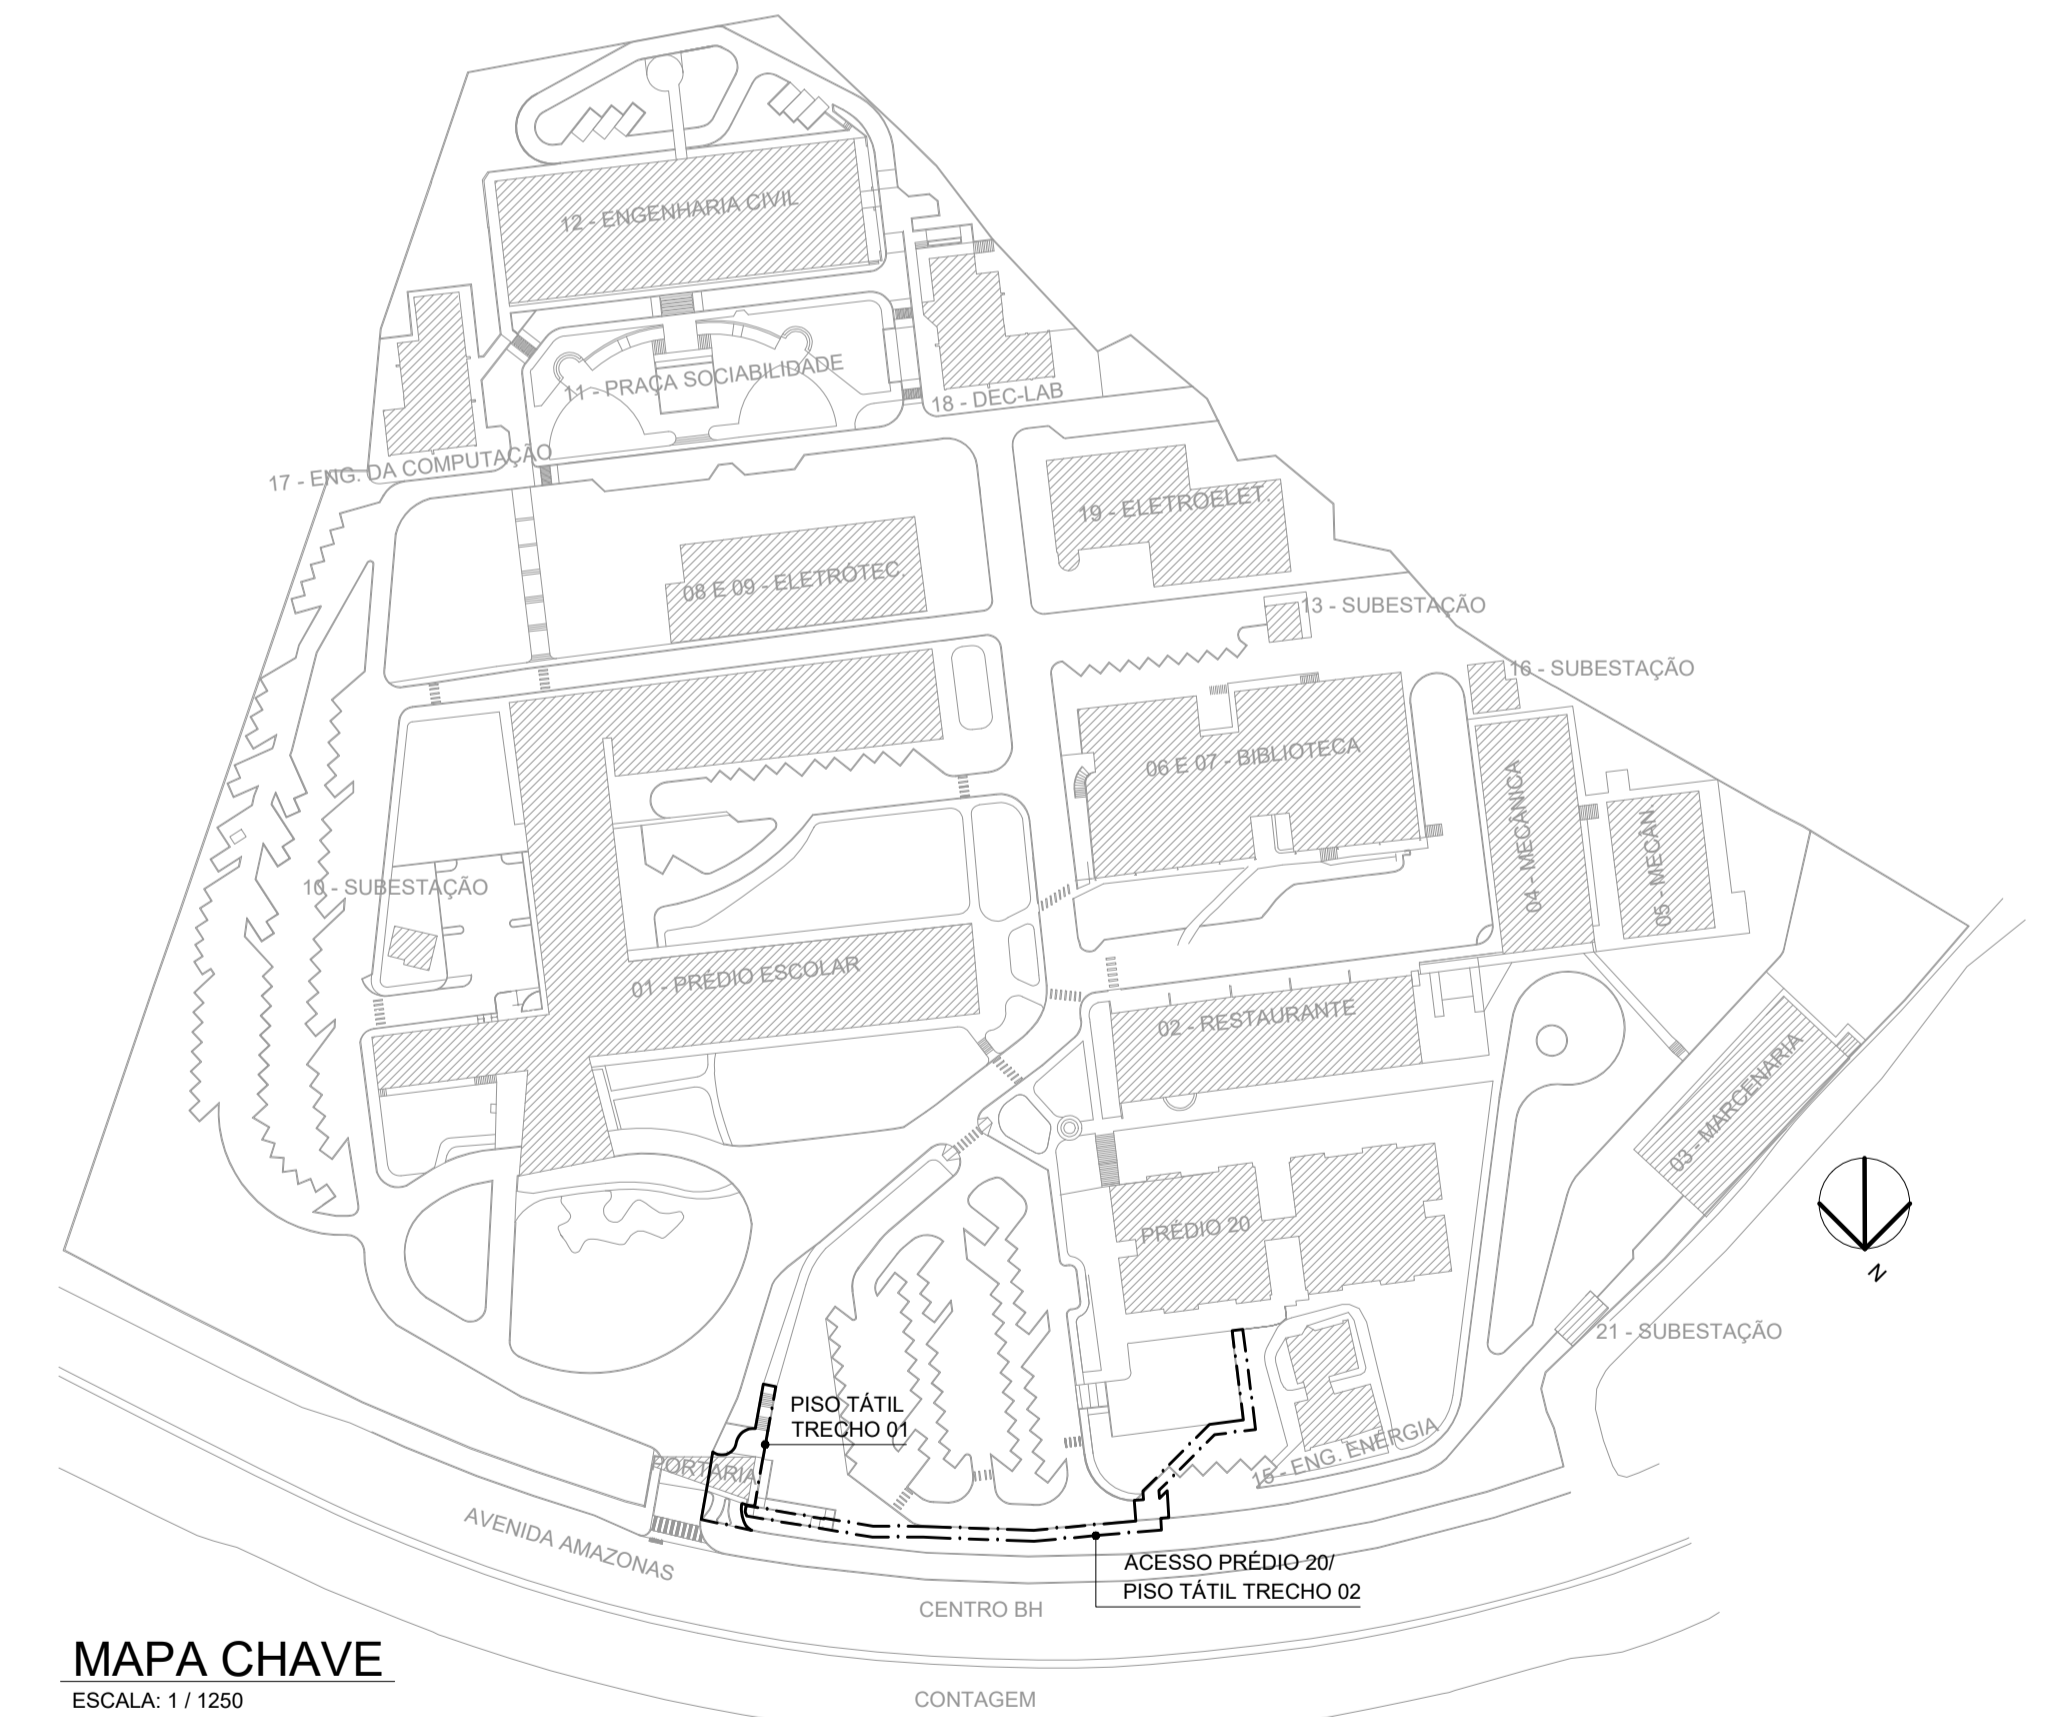 12 - ENGENHARIA CIVIL
11 - PRAÇA SOCIABILIDADE
18 - DEC-LAB
17 - ENG. DA COMPUTAÇÃO
19 - ELETROELET.
08 E 09 - ELETRÓTEC.
13 - SUBESTAÇÃO
16 - SUBESTAÇÃO
06 E 07 - BIBLIOTECA
04 - MECÂNICA
05 - MECÂN.
10 - SUBESTAÇÃO
01 - PRÉDIO ESCOLAR
02 - RESTAURANTE
03 - MARCENARIA
PRÉDIO 20
N
21 - SUBESTAÇÃO
PISO TÁTIL
TRECHO 01
15 - ENG. ENERGIA
PORTARIA
AVENIDA AMAZONAS
ACESSO PRÉDIO 20/
PISO TÁTIL TRECHO 02
CENTRO BH
CONTAGEM
MAPA CHAVE
ESCALA: 1 / 1250